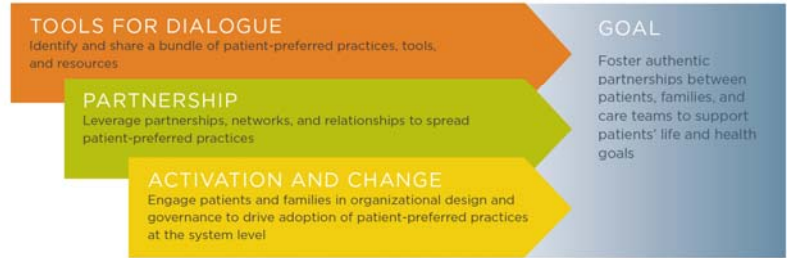 TOOLS FOR DIALOGUE
Identify and share a bundle of patient-preferred practices, tools,
and resources
PARTNERSHIP
Leverage partnerships, networks, and relationships to spread
patient-preferred practices
ACTIVATION AND CHANGE
Engage patients and families in organizational design and
governance to drive adoption of patient-preferred practices
at the system level
GOAL
Foster authentic
partnerships between
patients, families, and
care teams to support
patients' life and health
goals